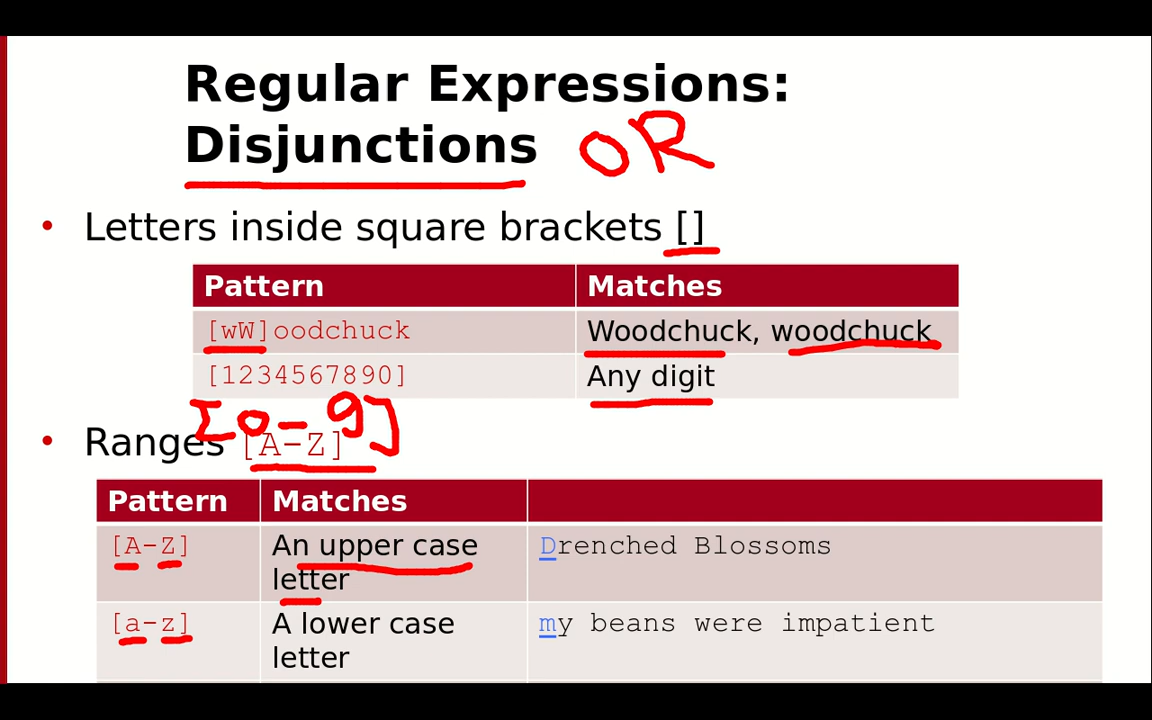 Regular Expressions:
Disjunctions OR
• Letters inside square brackets []
Pattern Matches
[wW]oodchuck Woodchuck, woodchuck
[1234567890] Any digit
[0-9]
• Ranges [A-Z]
Pattern Matches
[A-Z] An upper case letter Drenched Blossoms
[a-z] A lower case letter my beans were impatient